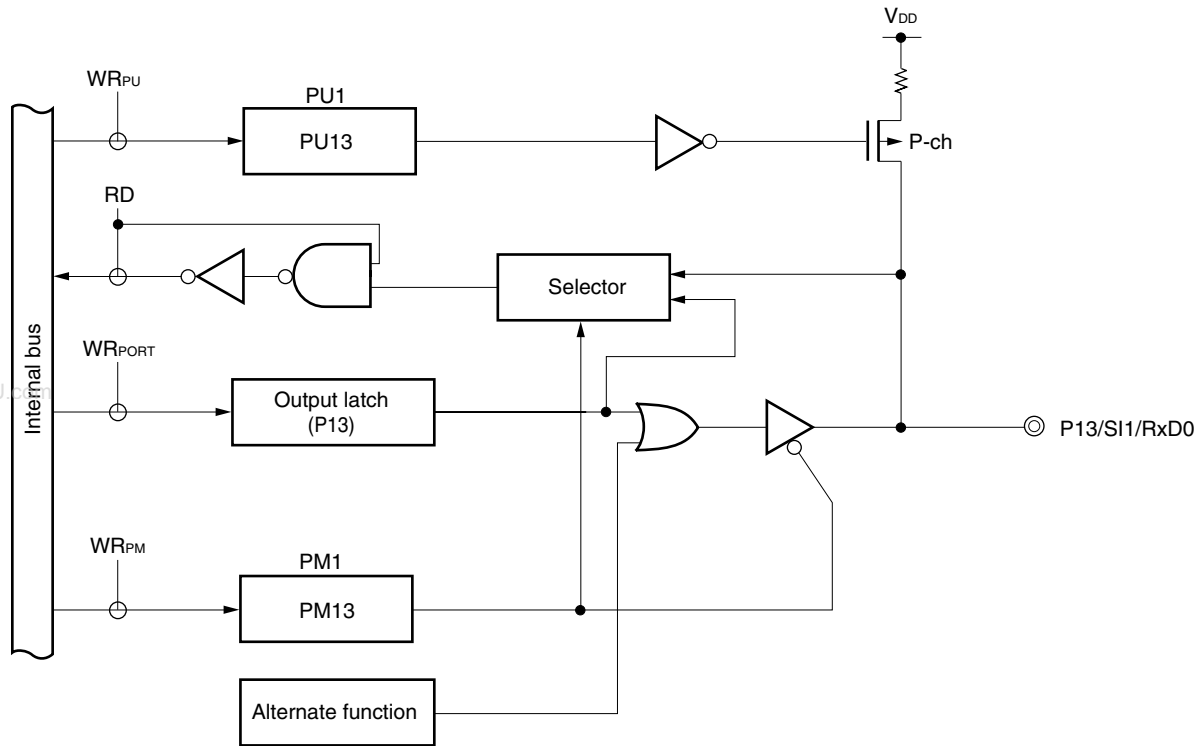 VDD
WRPU
PU1
PU13
P-ch
RD
Selector
Internal bus
WRPORT
Output latch
(P13)
P13/SI1/RxD0
WRPM
PM1
PM13
Alternate function